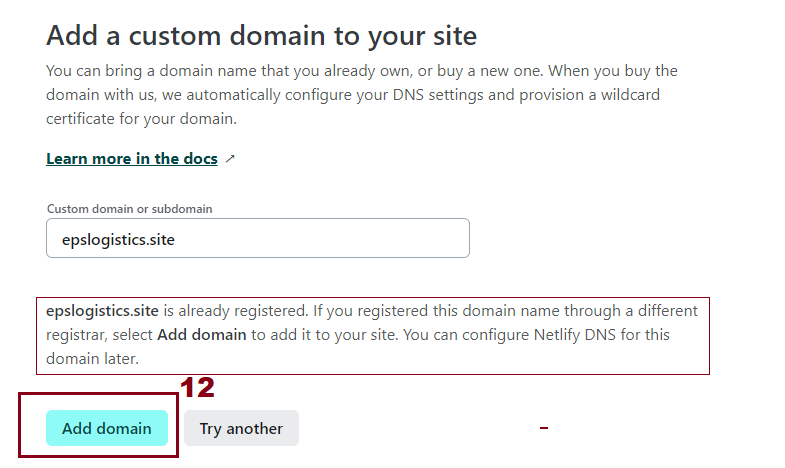 Add a custom domain to your site
You can bring a domain name that you already own, or buy a new one. When you buy the
domain with us, we automatically configure your DNS settings and provision a wildcard
certificate for your domain.
Learn more in the docs ↗
Custom domain or subdomain
epslogistics.site
epslogistics.site is already registered. If you registered this domain name through a different
registrar, select Add domain to add it to your site. You can configure Netlify DNS for this
domain later.
12
Add domain Try another